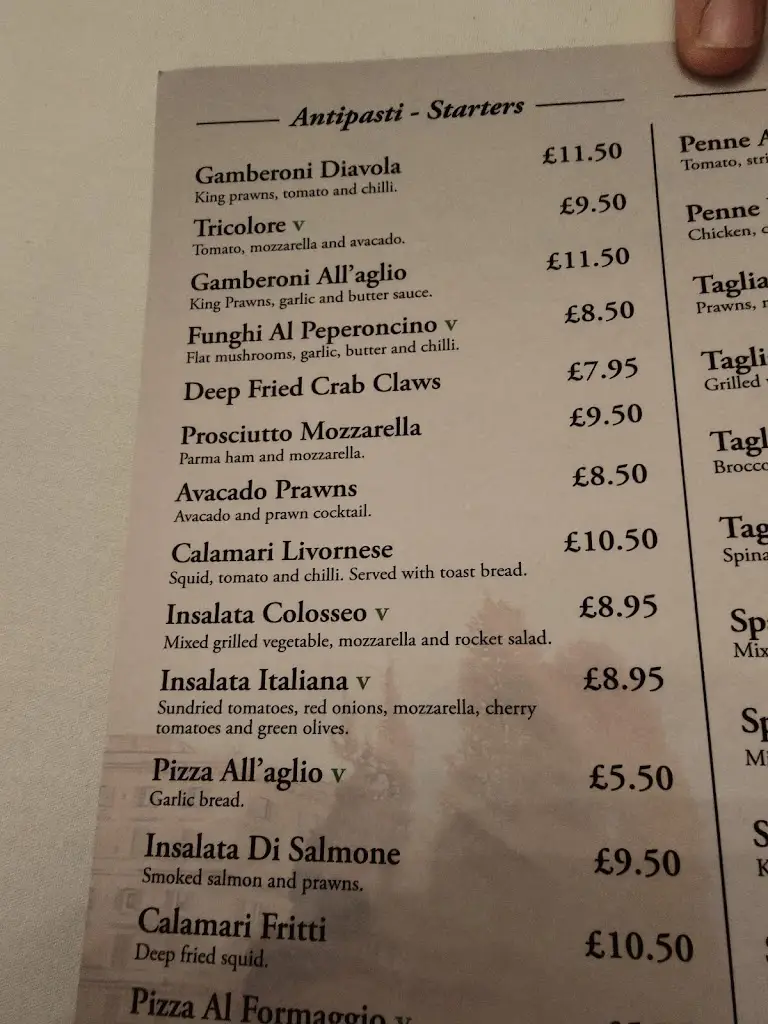 Antipasti - Starters
Gamberoni Diavola £11.50
King prawns, tomato and chilli.
Tricolore v £9.50
Tomato, mozzarella and avacado.
Gamberoni All'aglio £11.50
King Prawns, garlic and butter sauce.
Funghi Al Peperoncino v £8.50
Flat mushrooms, garlic, butter and chilli.
Deep Fried Crab Claws £7.95
Prosciutto Mozzarella £9.50
Parma ham and mozzarella.
Avacado Prawns £8.50
Avacado and prawn cocktail.
Calamari Livornese £10.50
Squid, tomato and chilli. Served with toast bread.
Insalata Colosseo v £8.95
Mixed grilled vegetable, mozzarella and rocket salad.
Insalata Italiana v £8.95
Sundried tomatoes, red onions, mozzarella, cherry
tomatoes and green olives.
Pizza All'aglio v £5.50
Garlic bread.
Insalata Di Salmone £9.50
Smoked salmon and prawns.
Calamari Fritti £10.50
Deep fried squid.
Pizza Al Formaggio v
Penne
Tomato,
Penne
Chicken,
Prawns,
Grilled